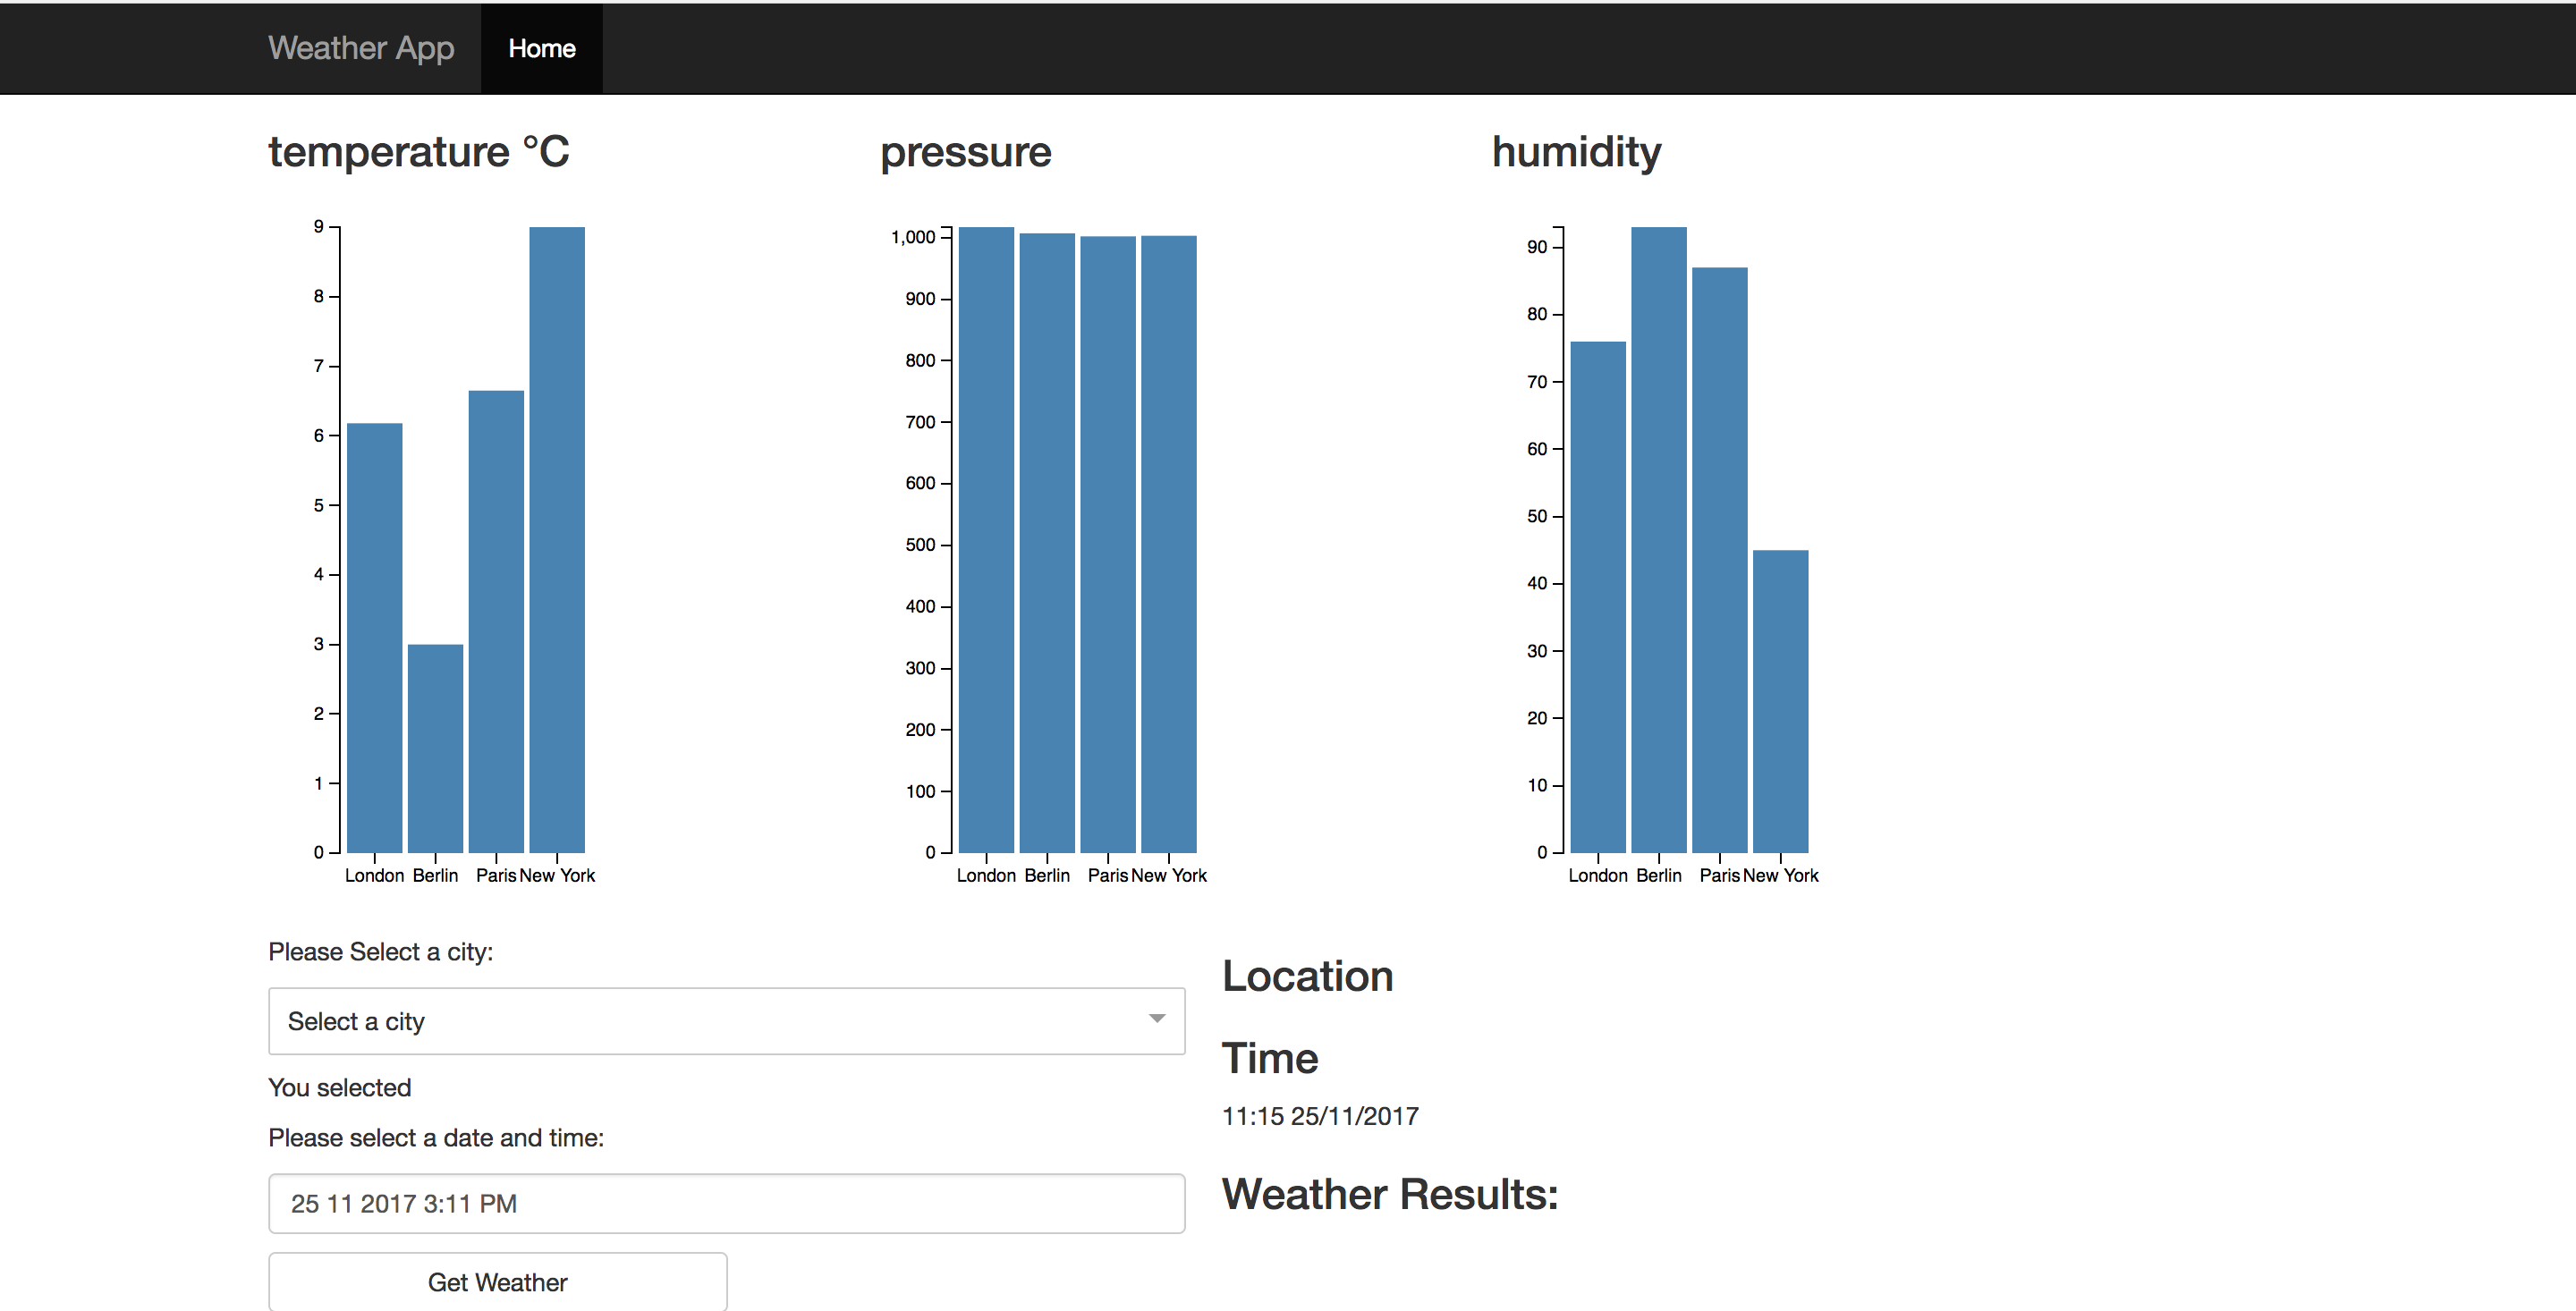 Weather App Home
temperature °C
9
8
7
6
5
4
3
2
1
0
London Berlin Paris New York
pressure
1,000
900
800
700
600
500
400
300
200
100
0
London Berlin Paris New York
humidity
90
80
70
60
50
40
30
20
10
0
London Berlin Paris New York
Please Select a city:
Select a city
You selected
Please select a date and time:
25 11 2017 3:11 PM
Get Weather
Location
Time
11:15 25/11/2017
Weather Results: